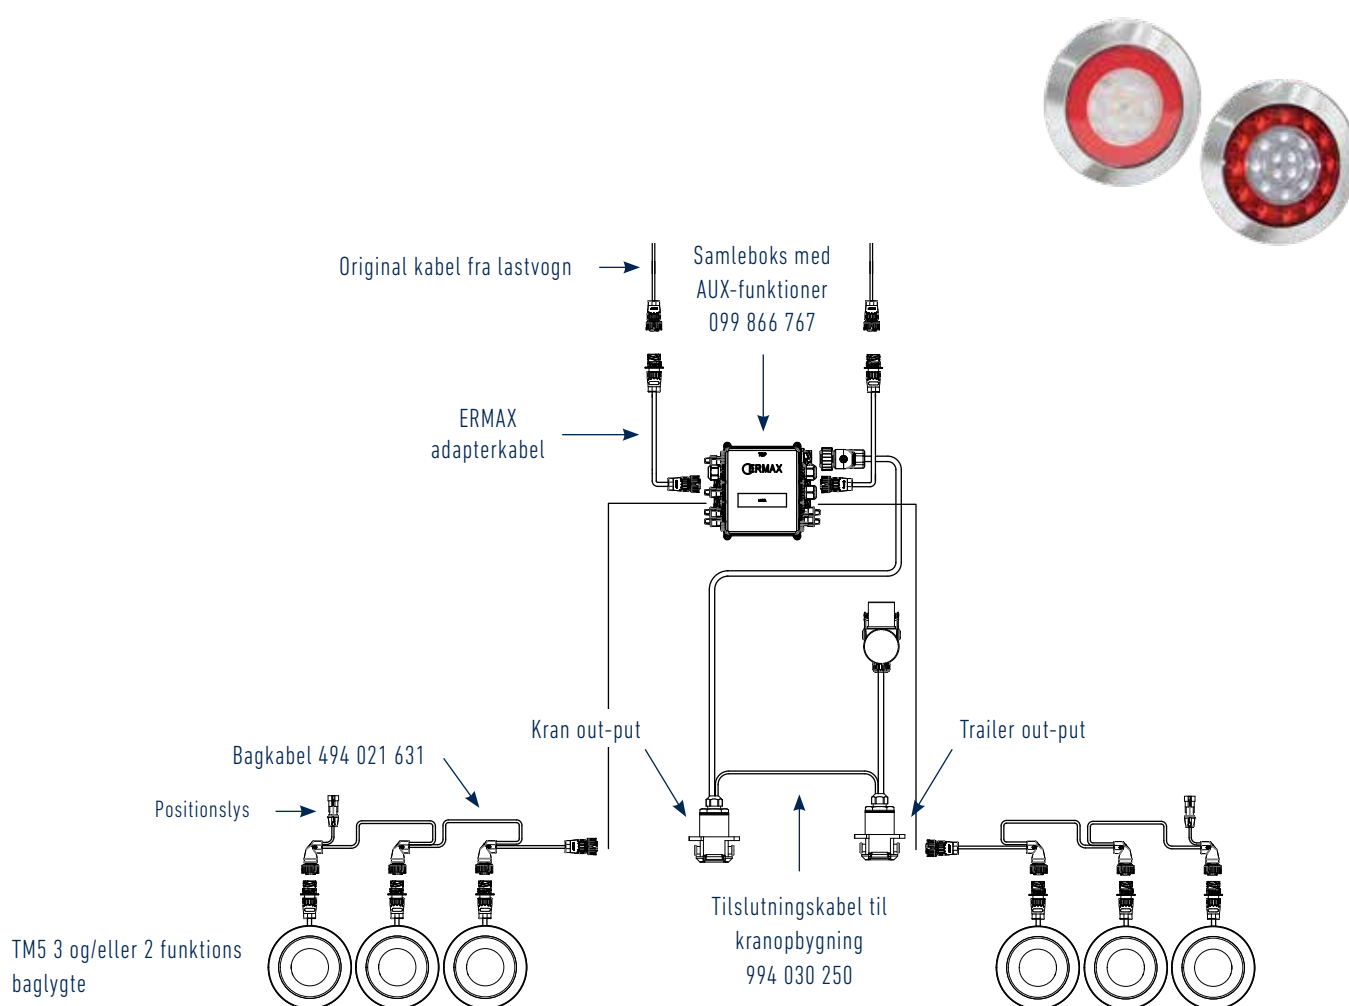 Original kabel fra lastvogn
Samleboks med
AUX-funktioner
099 866 767
ERMAX
adapterkabel
TOP
ERMAX
Kran out-put
Trailer out-put
Bagkabel 494 021 631
Positionslys
Tilslutningskabel til
kranopbygning
994 030 250
TM5 3 og/eller 2 funktions
baglygte